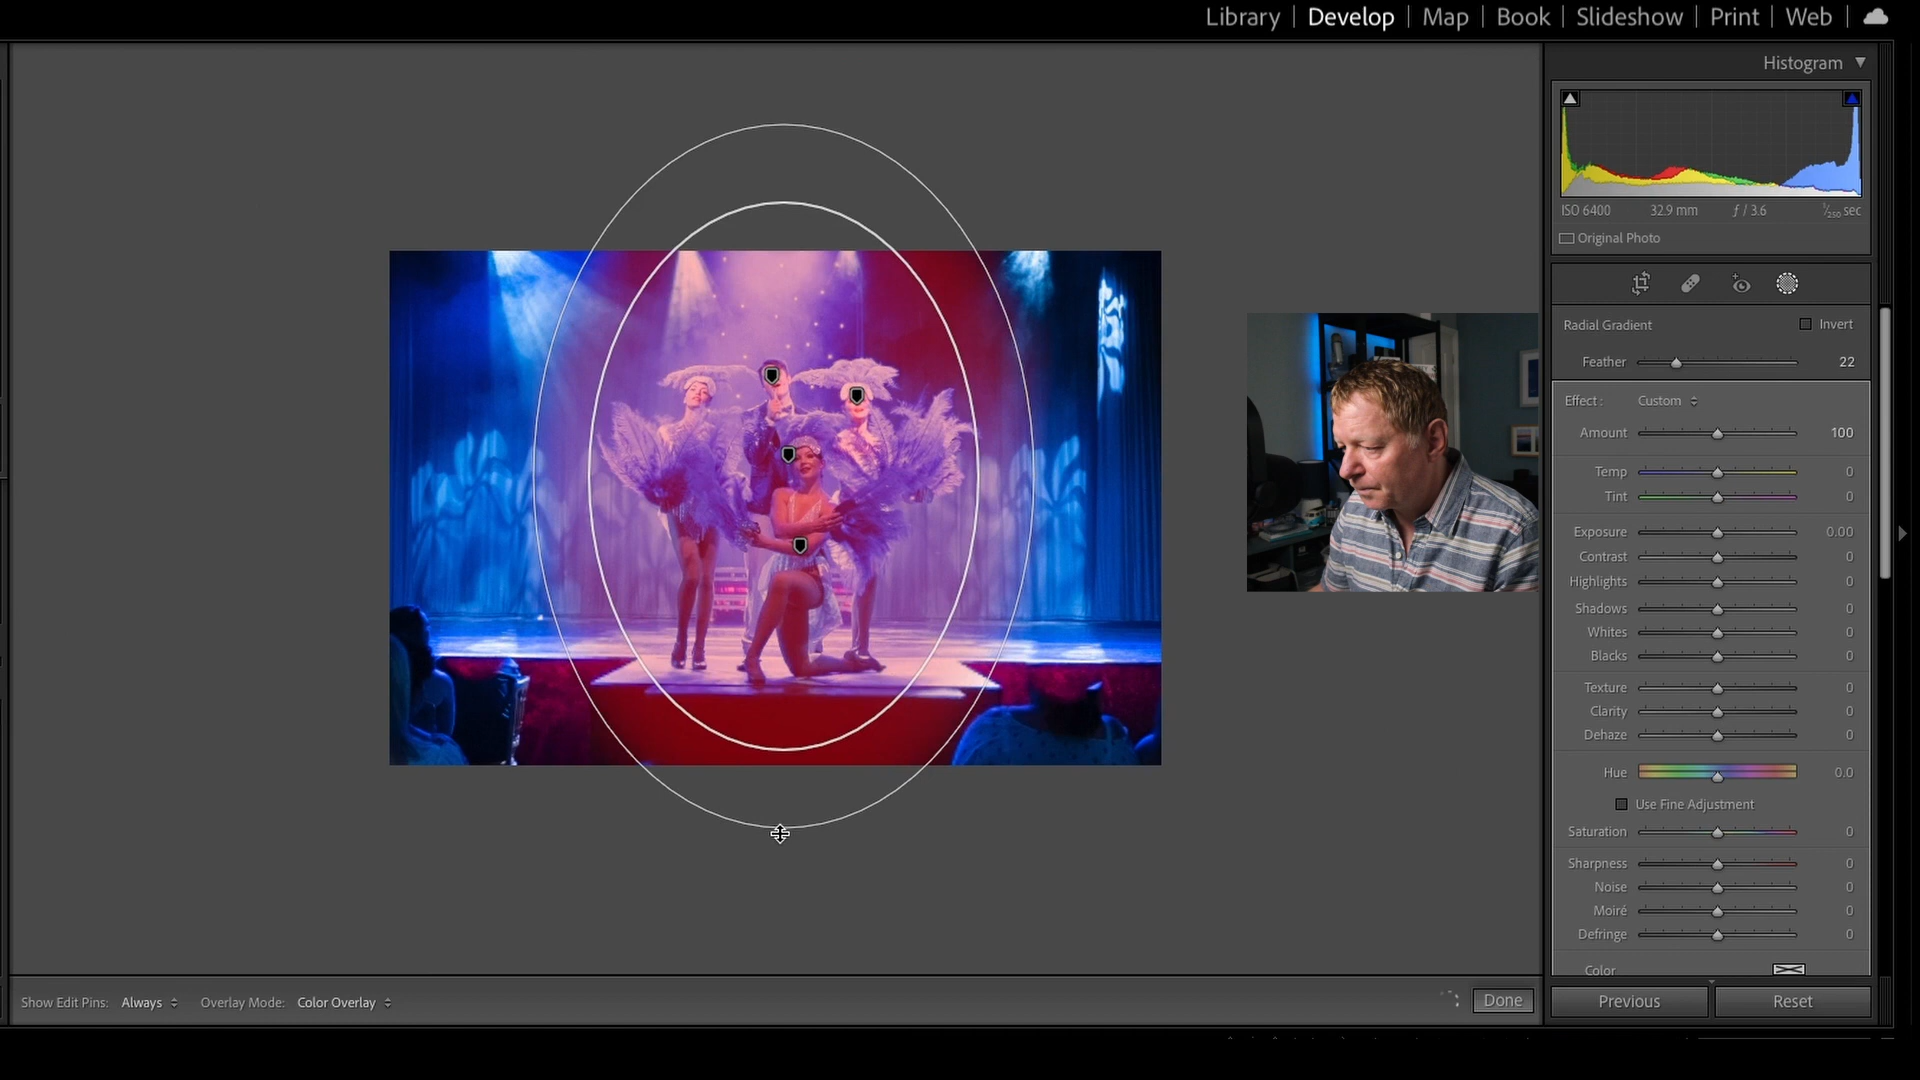 Library | Develop | Map | Book | Slideshow | Print | Web
Histogram
ISO 6400 32.9 mm ƒ / 3.6 1/250 sec
Original Photo
Radial Gradient Invert
Feather 22
Effect : Custom
Amount 100
Temp 0
Tint 0
Exposure 0.00
Contrast 0
Highlights 0
Shadows 0
Whites 0
Blacks 0
Texture 0
Clarity 0
Dehaze 0
Hue 0.0
Use Fine Adjustment
Saturation 0
Sharpness 0
Noise 0
Moiré 0
Defringe 0
Color
Show Edit Pins: Always Overlay Mode: Color Overlay Done
Previous Reset